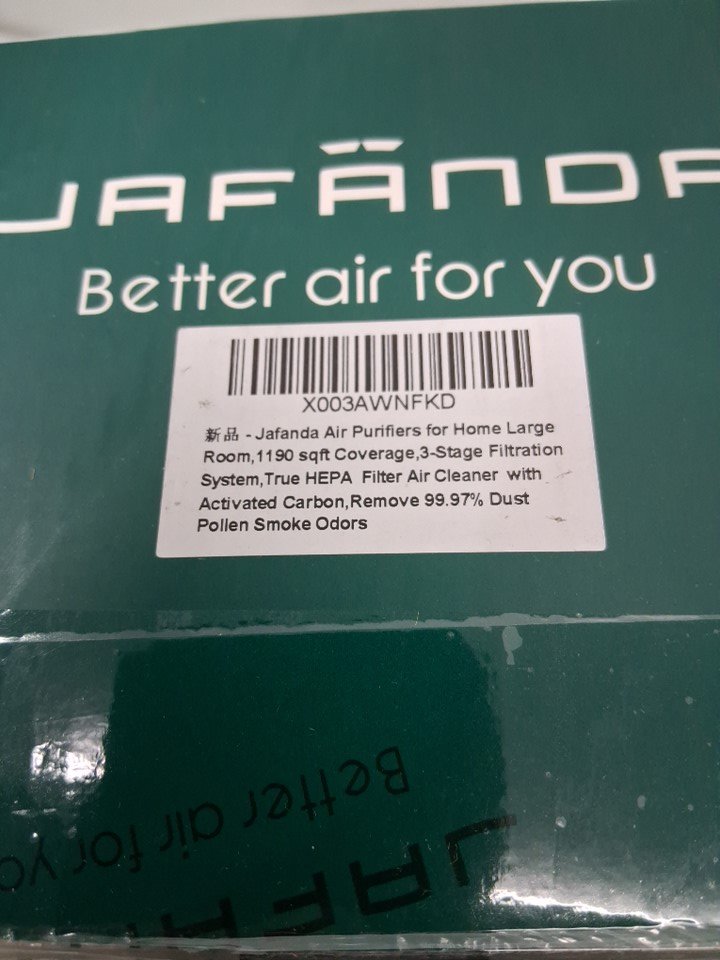 JAFÄNDA
Better air for you
X003AWNFKD
新品 - Jafanda Air Purifiers for Home Large
Room,1190 sqft Coverage,3-Stage Filtration
System,True HEPA Filter Air Cleaner with
Activated Carbon,Remove 99.97% Dust
Pollen Smoke Odors
Better air for yo
JAFA